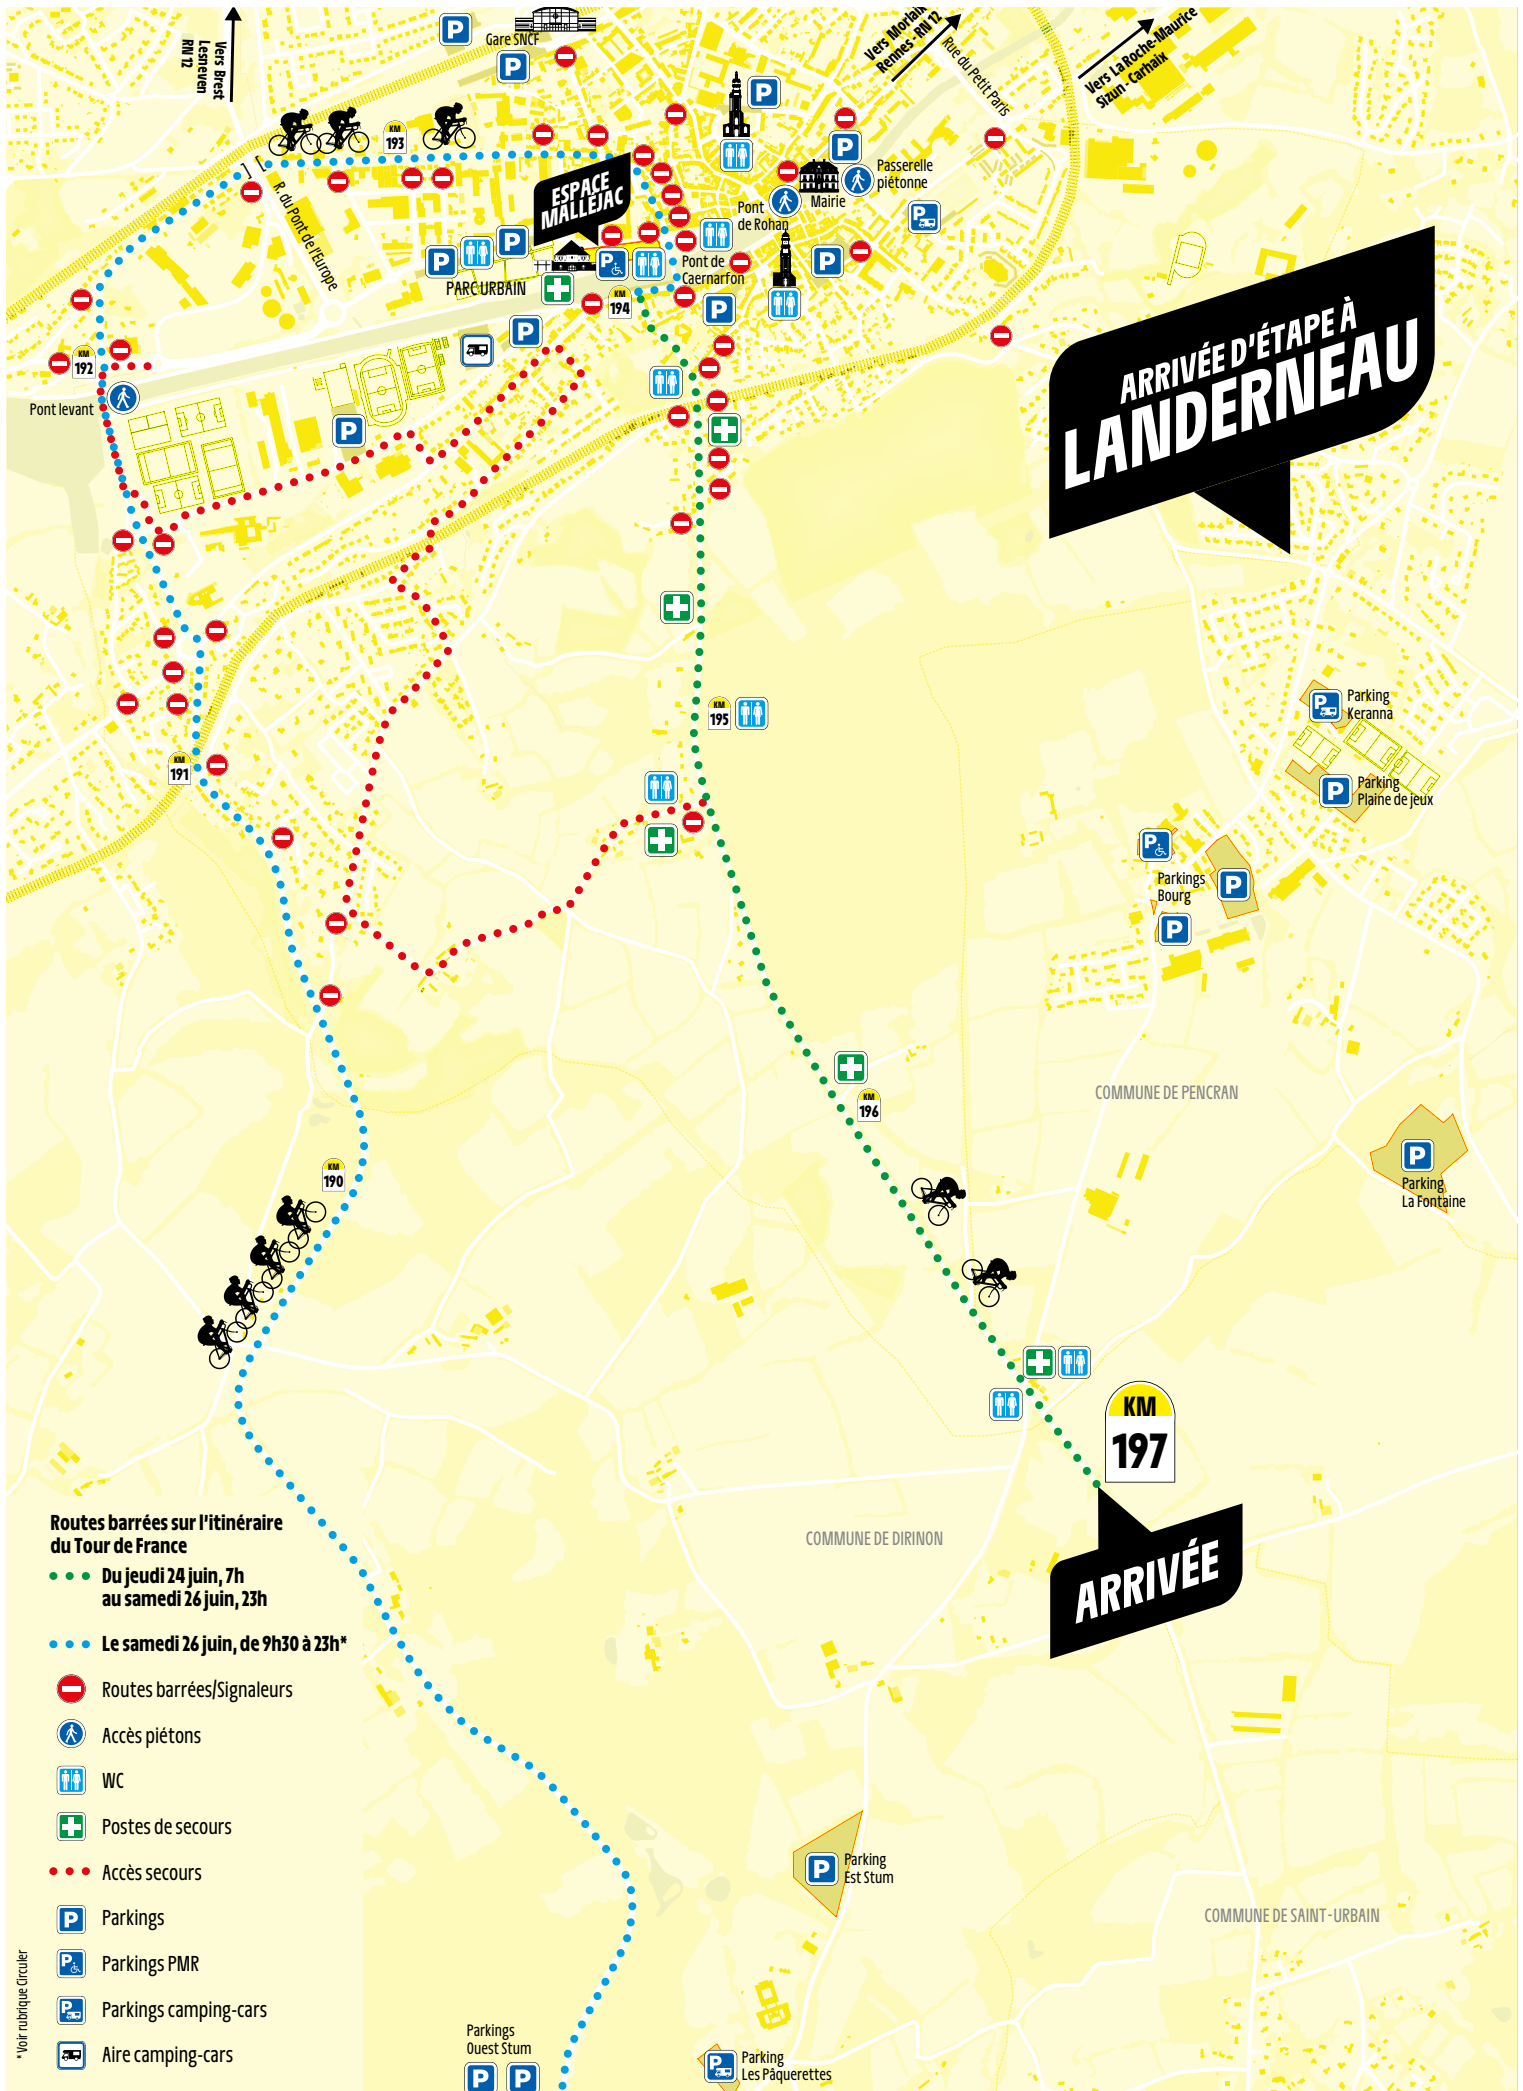 Vers Brest
Lesneven
RN 12
Gare SNCF
Vers Morlaix
Rennes - RN 12
Rue du Petit Paris
Vers La Roche-Maurice
Sizun - Carhaix
KM
193
R. du Pont de l'Europe
ESPACE
MALLÉJAC
Passerelle
piétonne
Mairie
Pont
de Rohan
Pont de
Caernarfon
PARC URBAIN
KM
194
KM
192
Pont levant
ARRIVÉE D'ÉTAPE À
LANDERNEAU
KM
195
KM
191
Parking
Keranna
Parking
Plaine de jeux
Parkings
Bourg
COMMUNE DE PENCRAN
KM
196
Parking
La Fontaine
KM
190
KM
197
ARRIVÉE
COMMUNE DE DIRINON
Routes barrées sur l'itinéraire
du Tour de France
Du jeudi 24 juin, 7h
au samedi 26 juin, 23h
Le samedi 26 juin, de 9h30 à 23h*
Routes barrées/Signaleurs
Accès piétons
WC
Postes de secours
Accès secours
P
Parkings
P
Parkings PMR
P
Parkings camping-cars
Aire camping-cars
* Voir rubrique Circuler
Parking
Est Stum
COMMUNE DE SAINT-URBAIN
Parkings
Ouest Stum
P
P
P
Parking
Les Pâquerettes